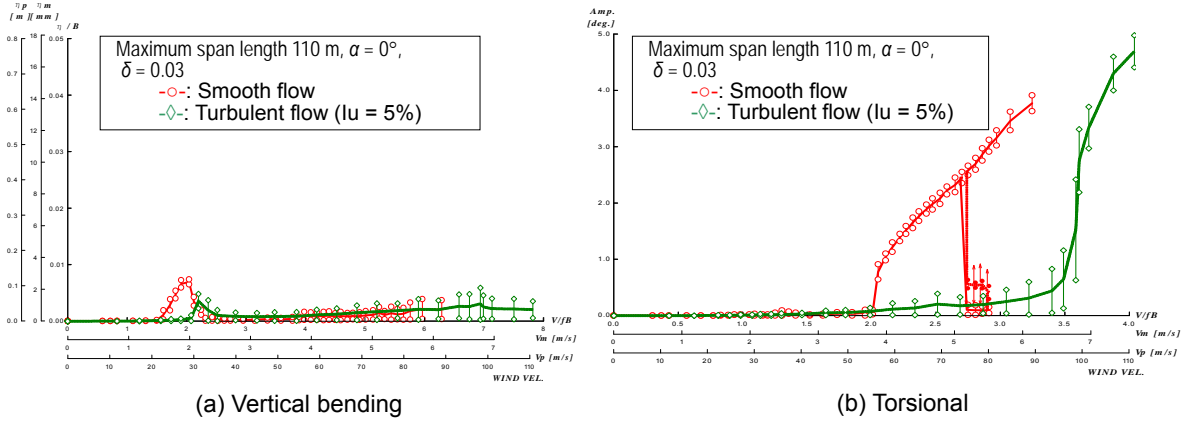 η p η m
[ m ] [ mm ] η / B
0.8 18 0.05
16
0.7
14
0.6 0.04
12
0.5
0.03
10
0.4
8
0.3 0.02
6
0.2
4
0.01
0.1
2
0.0 0 0.00
Maximum span length 110 m, α = 0°,
δ = 0.03
-○-: Smooth flow
-◇-: Turbulent flow (Iu = 5%)
0 1 2 3 4 5 6 7 8
V/fB
0 1 2 3 4 5 6 7
Vm [m/s]
0 10 20 30 40 50 60 70 80 90 100 110
Vp [m/s]
WIND VEL.
(a) Vertical bending
Amp.
[deg.]
5.0
4.0
3.0
2.0
1.0
0.0
Maximum span length 110 m, α = 0°,
δ = 0.03
-○-: Smooth flow
-◇-: Turbulent flow (Iu = 5%)
0.0 0.5 1.0 1.5 2.0 2.5 3.0 3.5 4.0
V/fB
0 1 2 3 4 5 6 7
Vm [m/s]
0 10 20 30 40 50 60 70 80 90 100 110
Vp [m/s]
WIND VEL.
(b) Torsional